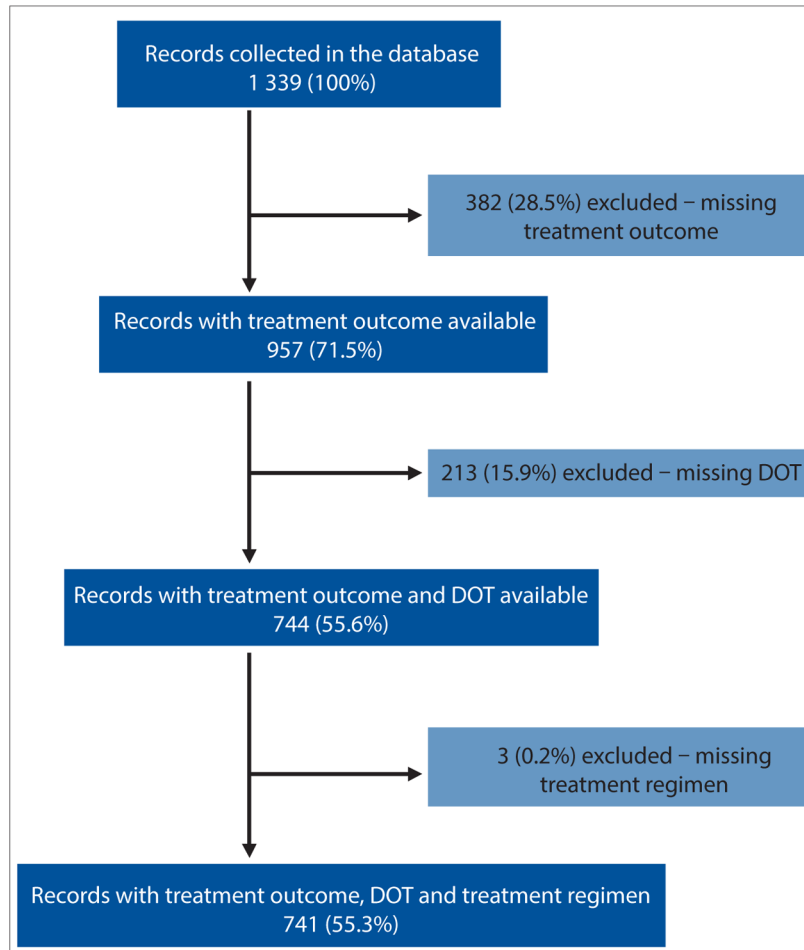 Records collected in the database
1 339 (100%)
382 (28.5%) excluded – missing
treatment outcome
Records with treatment outcome available
957 (71.5%)
213 (15.9%) excluded – missing DOT
Records with treatment outcome and DOT available
744 (55.6%)
3 (0.2%) excluded – missing
treatment regimen
Records with treatment outcome, DOT and treatment regimen
741 (55.3%)